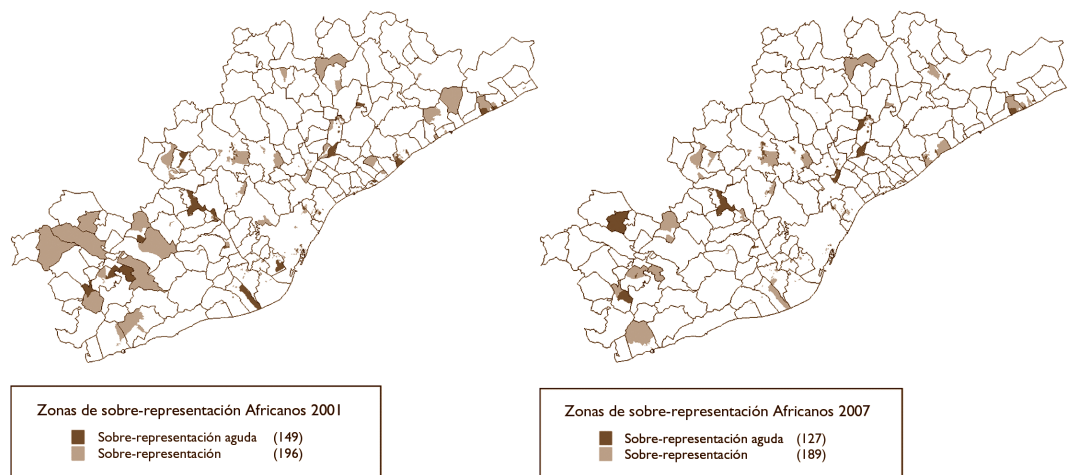 Zonas de sobre-representación Africanos 2001
Sobre-representación aguda (149)
Sobre-representación (196)
Zonas de sobre-representación Africanos 2007
Sobre-representación aguda (127)
Sobre-representación (189)